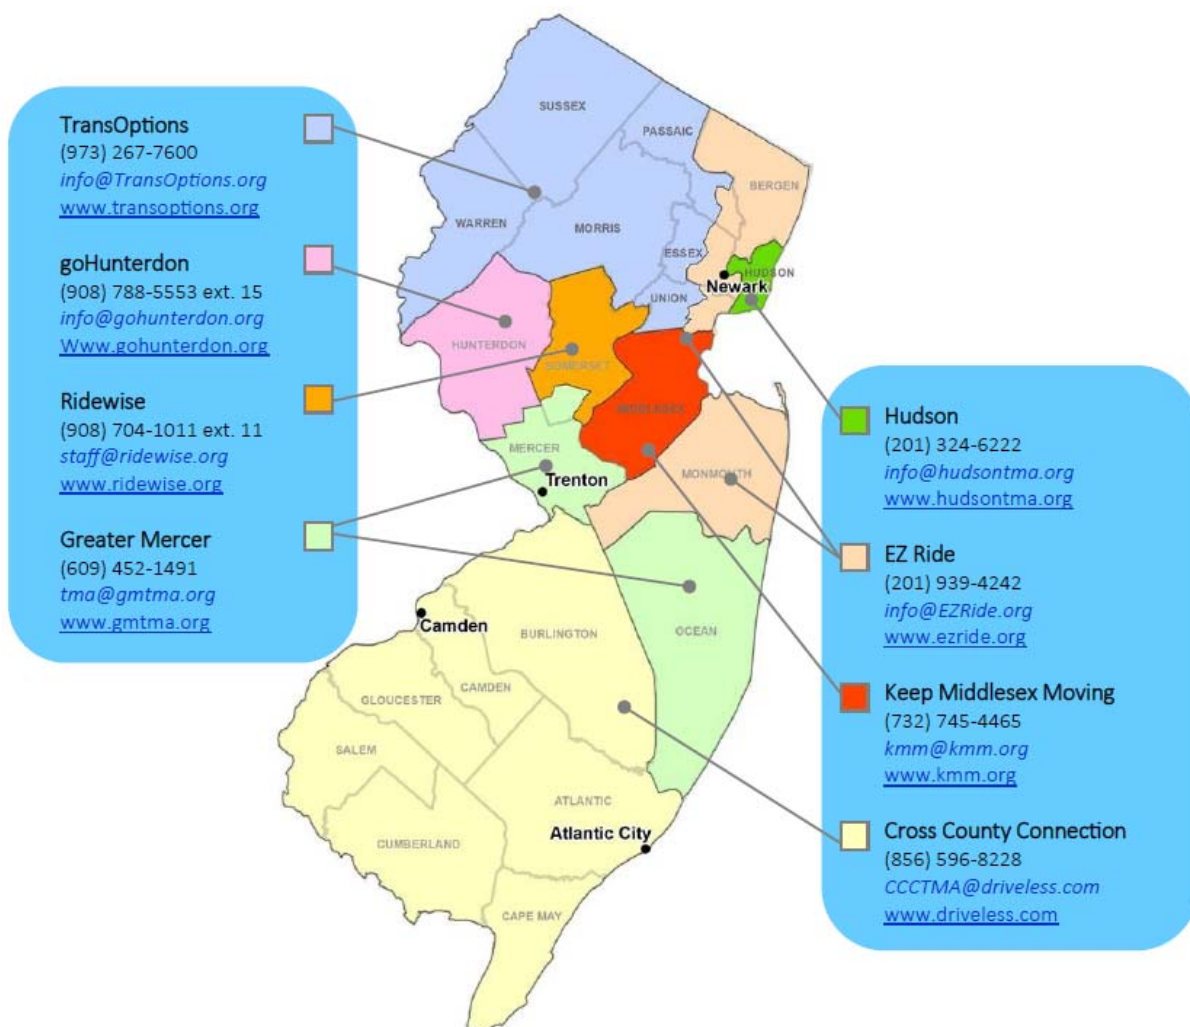 TransOptions
(973) 267-7600
info@TransOptions.org
www.transoptions.org
goHunterdon
(908) 788-5553 ext. 15
info@gohunterdon.org
Www.gohunterdon.org
Ridewise
(908) 704-1011 ext. 11
staff@ridewise.org
www.ridewise.org
Greater Mercer
(609) 452-1491
tma@gmtma.org
www.gmtma.org
SUSSEX
PASSAIC
BERGEN
WARREN
MORRIS
ESSEX
HUDSON
Newark
UNION
HUNTERDON
SOMERSET
MIDDLESEX
MERCER
MONMOUTH
Trenton
Camden
BURLINGTON
OCEAN
CAMDEN
GLOUCESTER
SALEM
ATLANTIC
Atlantic City
CUMBERLAND
CAPE MAY
Hudson
(201) 324-6222
info@hudsontma.org
www.hudsontma.org
EZ Ride
(201) 939-4242
info@EZRide.org
www.ezride.org
Keep Middlesex Moving
(732) 745-4465
kmm@kmm.org
www.kmm.org
Cross County Connection
(856) 596-8228
CCCTMA@driveless.com
www.driveless.com